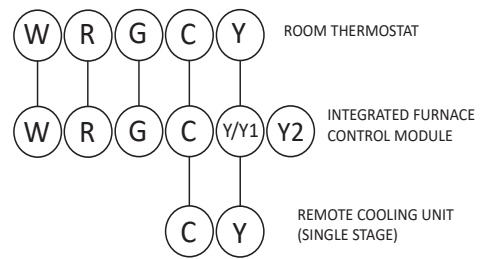 W R G C Y ROOM THERMOSTAT
W R G C Y/Y1 Y2 INTEGRATED FURNACE
CONTROL MODULE
C Y REMOTE COOLING UNIT
(SINGLE STAGE)